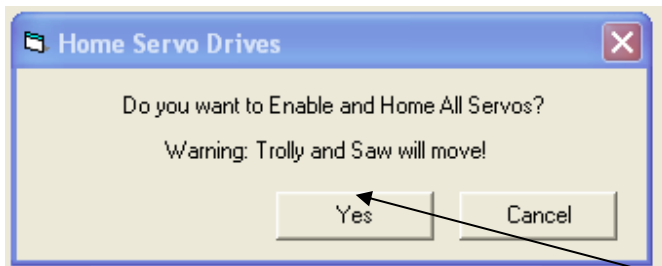 Home Servo Drives
Do you want to Enable and Home All Servos?
Warning: Trolly and Saw will move!
Yes Cancel